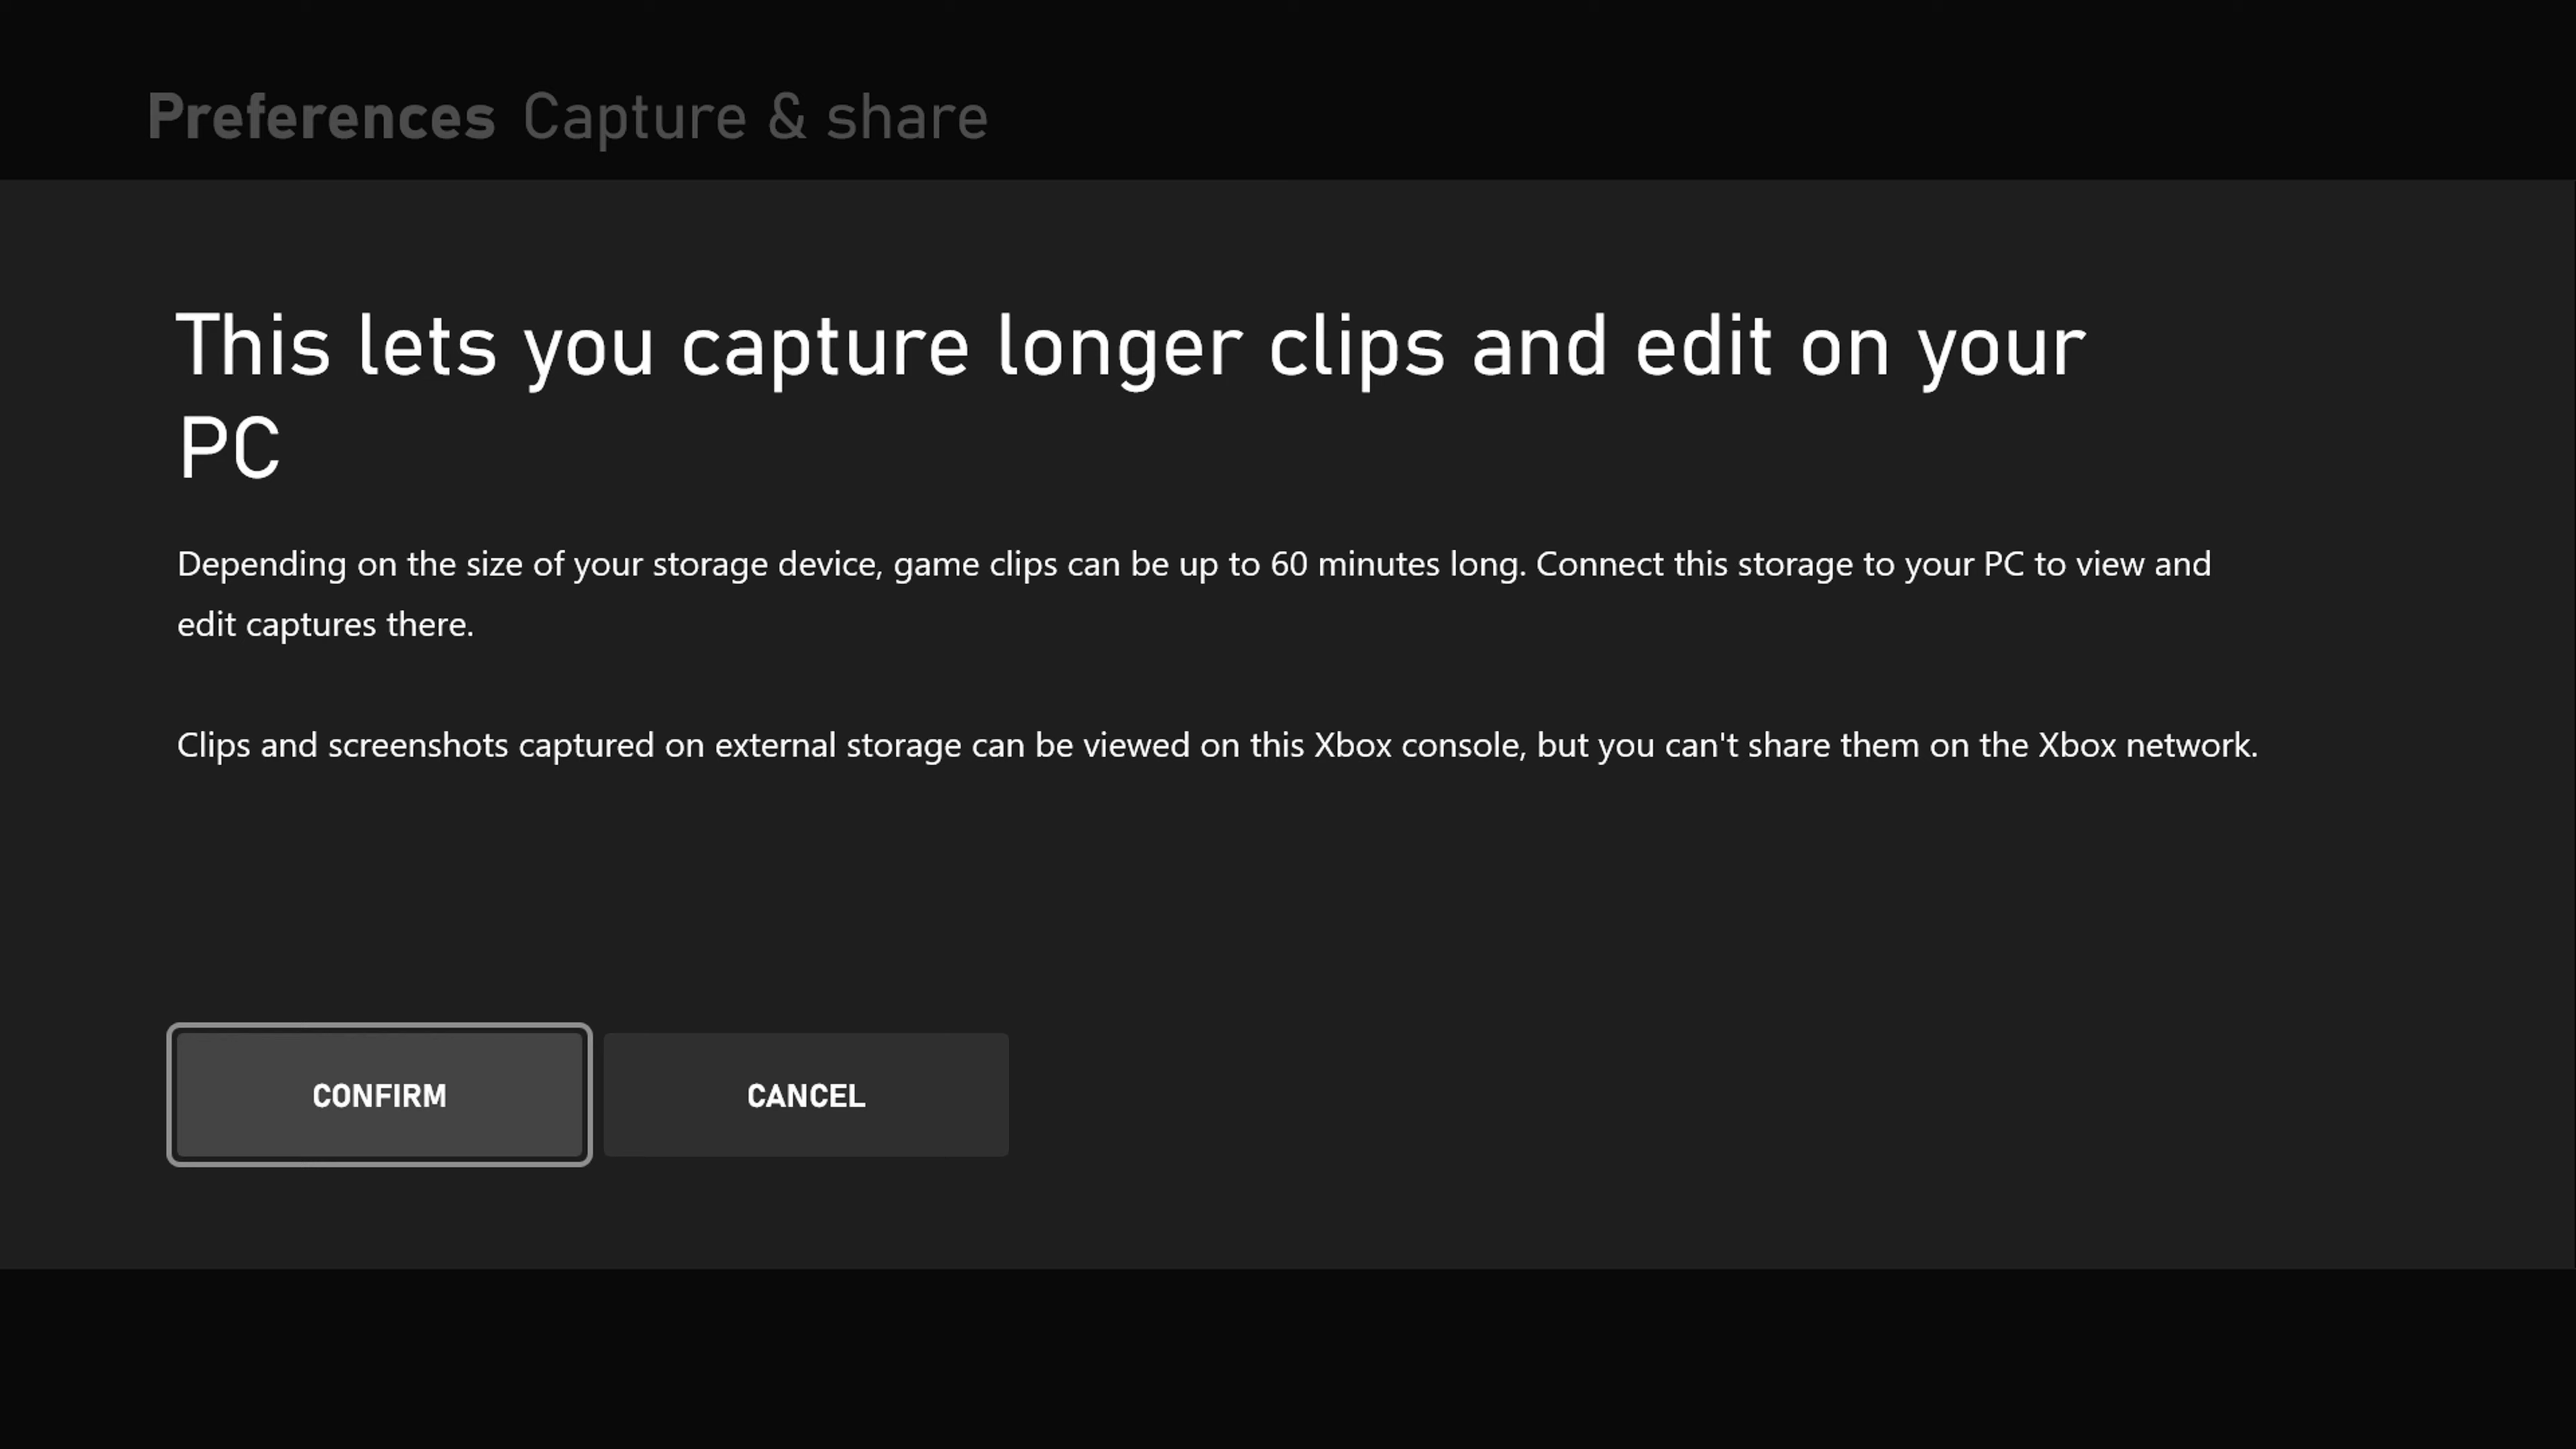 Preferences Capture & share
This lets you capture longer clips and edit on your
PC
Depending on the size of your storage device, game clips can be up to 60 minutes long. Connect this storage to your PC to view and
edit captures there.
Clips and screenshots captured on external storage can be viewed on this Xbox console, but you can't share them on the Xbox network.
CONFIRM CANCEL